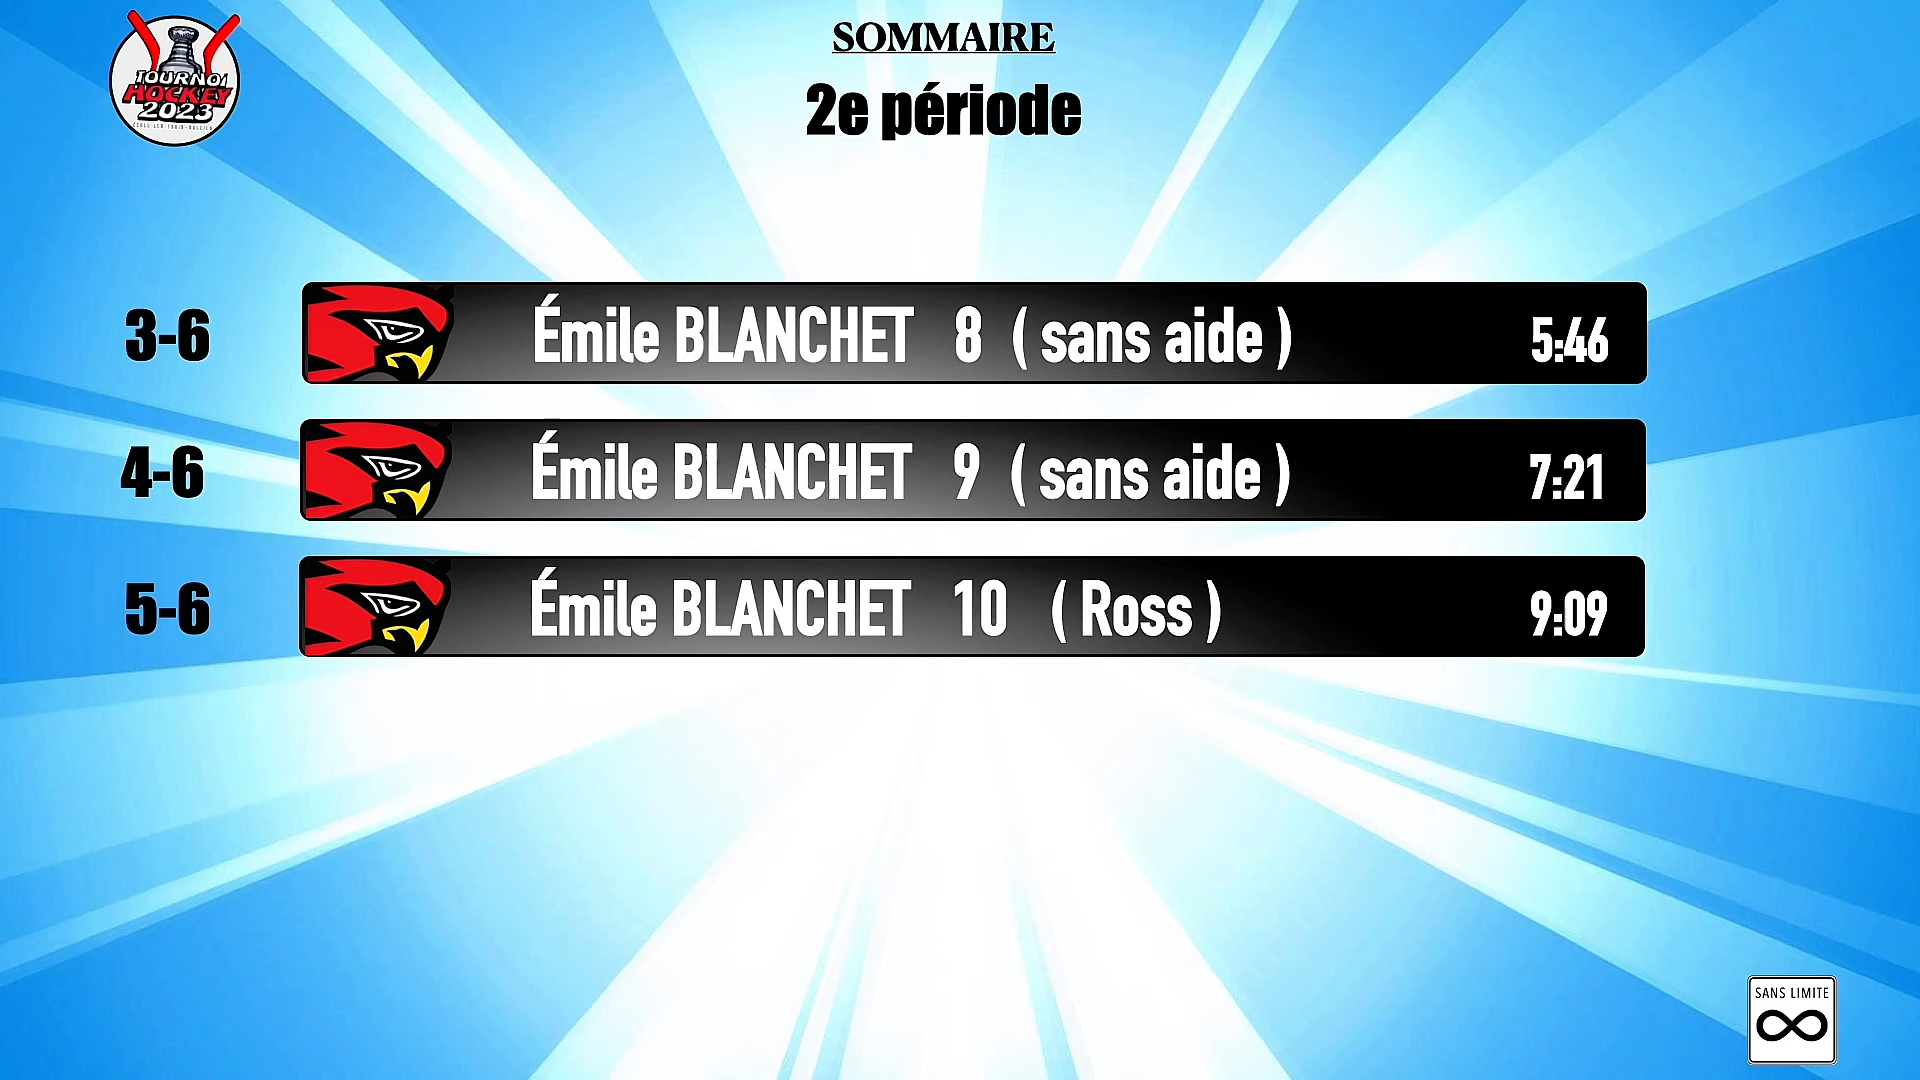 TOURNOI
HOCKEY
2023
SOMMAIRE
2e période
3-6 Émile BLANCHET 8 ( sans aide ) 5:46
4-6 Émile BLANCHET 9 ( sans aide ) 7:21
5-6 Émile BLANCHET 10 ( Ross ) 9:09
SANS LIMITE